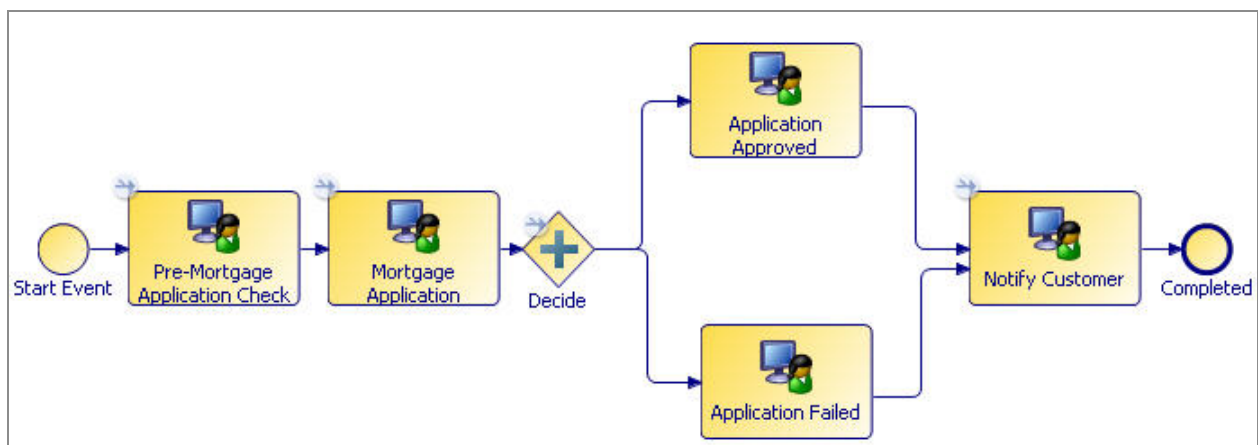 Start Event
Pre-Mortgage
Application Check
Mortgage
Application
Decide
Application
Approved
Application Failed
Notify Customer
Completed